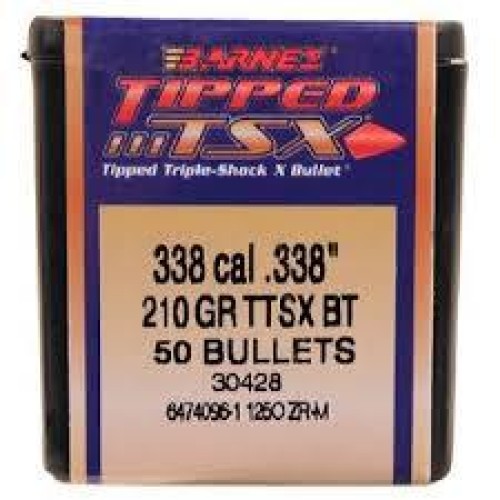 BARNES
TIPPED
TSX
Tipped Triple-Shock X Bullet®
338 cal .338"
210 GR TTSX BT
50 BULLETS
30428
6474096-1 1250 ZR-M